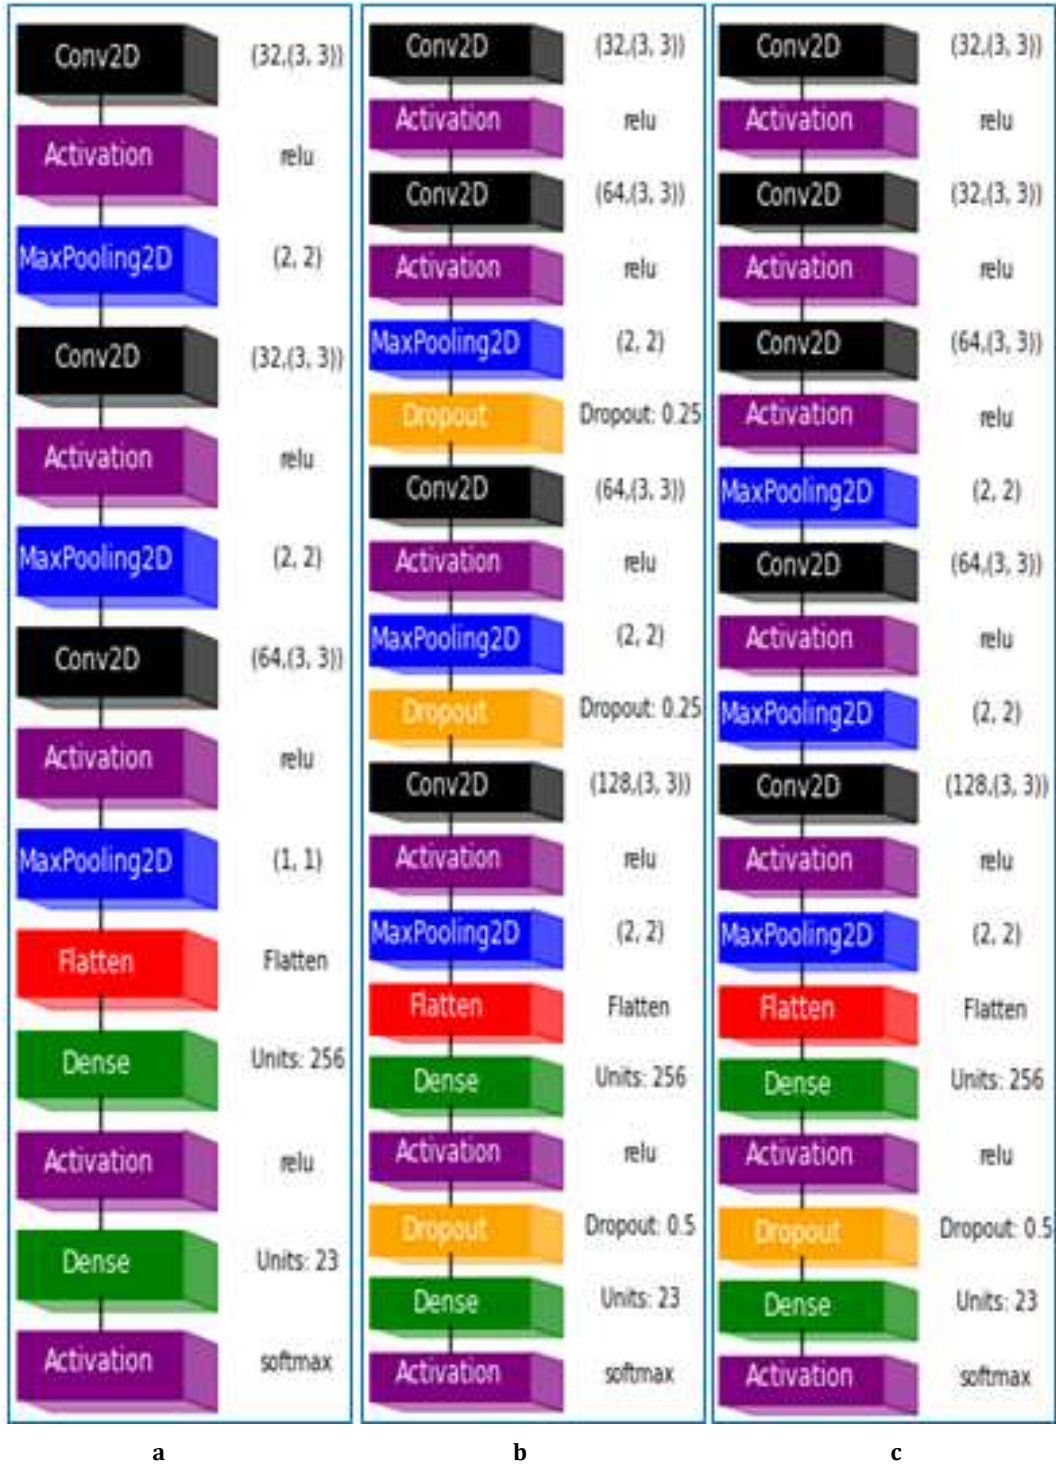 Conv2D (32,(3, 3))
Activation relu
MaxPooling2D (2, 2)
Conv2D (32,(3, 3))
Activation relu
MaxPooling2D (2, 2)
Conv2D (64,(3, 3))
Activation relu
MaxPooling2D (1, 1)
Flatten Flatten
Dense Units: 256
Activation relu
Dense Units: 23
Activation softmax
a
Conv2D (32,(3, 3))
Activation relu
Conv2D (64,(3, 3))
Activation relu
MaxPooling2D (2, 2)
Dropout Dropout: 0.25
Conv2D (64,(3, 3))
Activation relu
MaxPooling2D (2, 2)
Dropout Dropout: 0.25
Conv2D (128,(3, 3))
Activation relu
MaxPooling2D (2, 2)
Flatten Flatten
Dense Units: 256
Activation relu
Dropout Dropout: 0.5
Dense Units: 23
Activation softmax
b
Conv2D (32,(3, 3))
Activation relu
Conv2D (32,(3, 3))
Activation relu
Conv2D (64,(3, 3))
Activation relu
MaxPooling2D (2, 2)
Conv2D (64,(3, 3))
Activation relu
MaxPooling2D (2, 2)
Conv2D (128,(3, 3))
Activation relu
MaxPooling2D (2, 2)
Flatten Flatten
Dense Units: 256
Activation relu
Dropout Dropout: 0.5
Dense Units: 23
Activation softmax
c